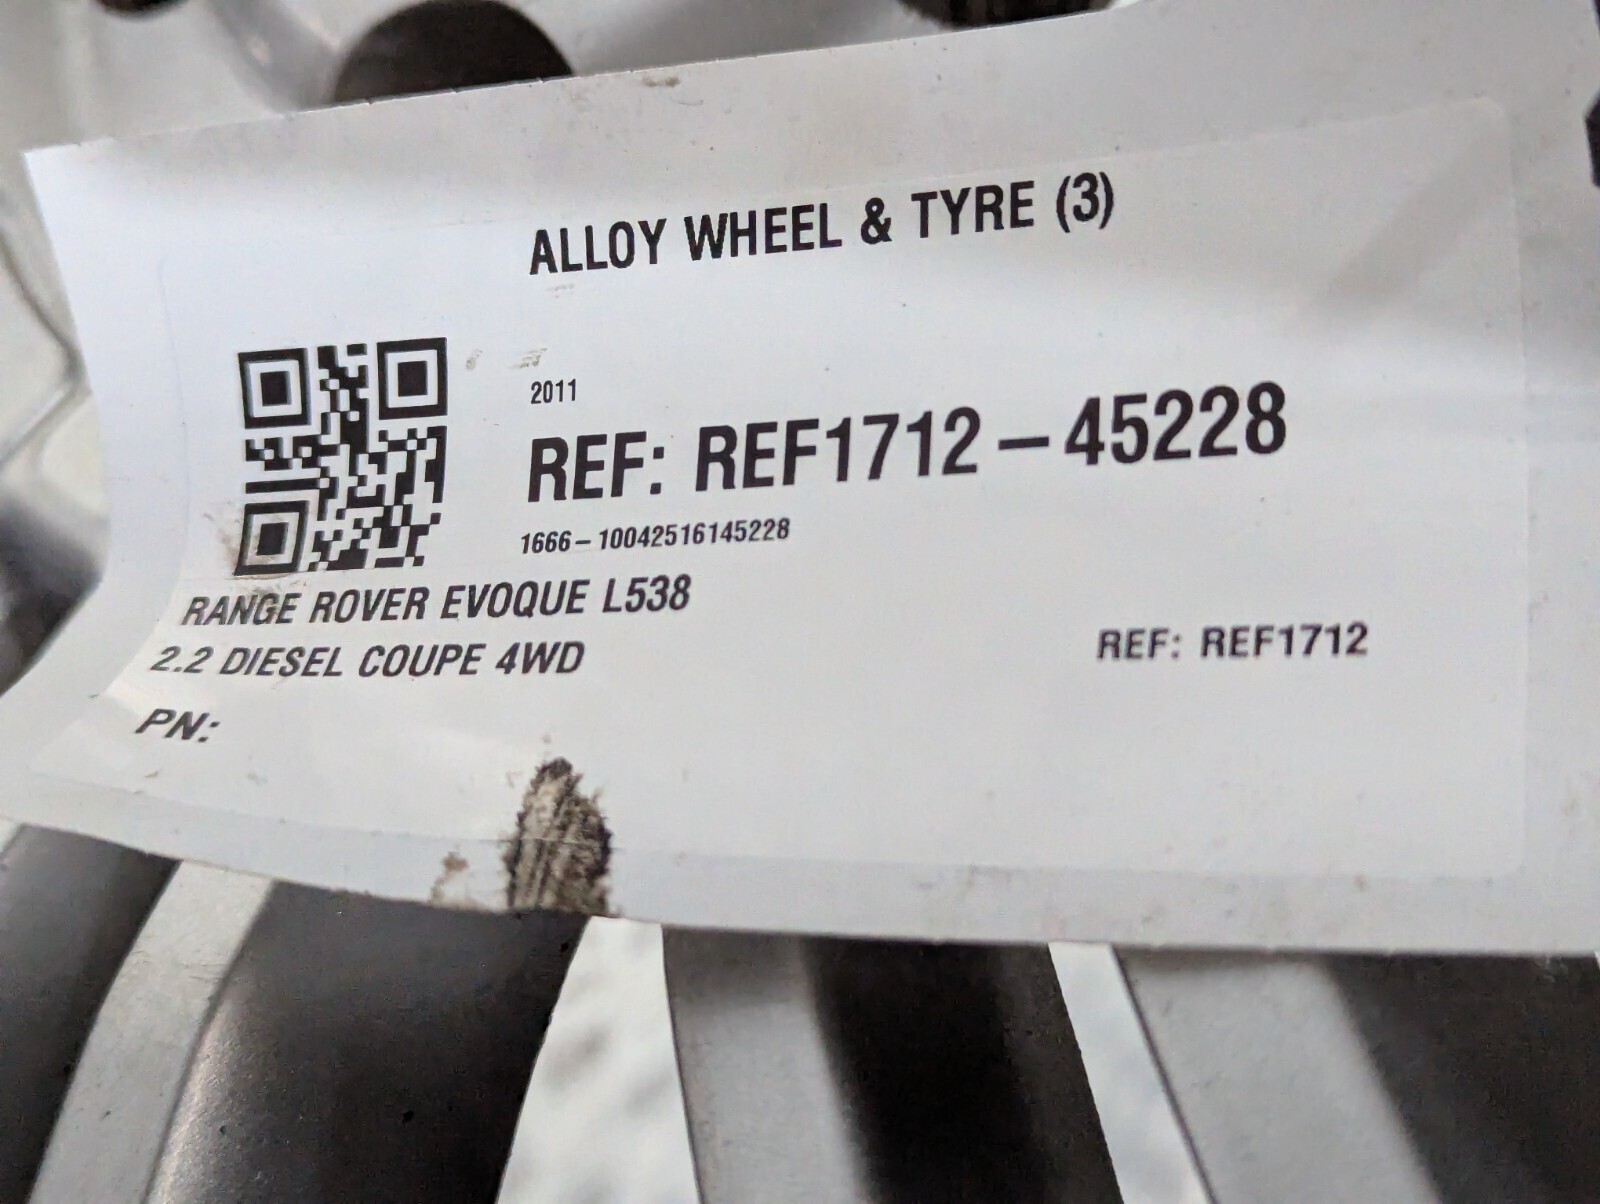 ALLOY WHEEL & TYRE (3)
2011
REF: REF1712-45228
1666-10042516145228
RANGE ROVER EVOQUE L538
2.2 DIESEL COUPE 4WD
REF: REF1712
PN: